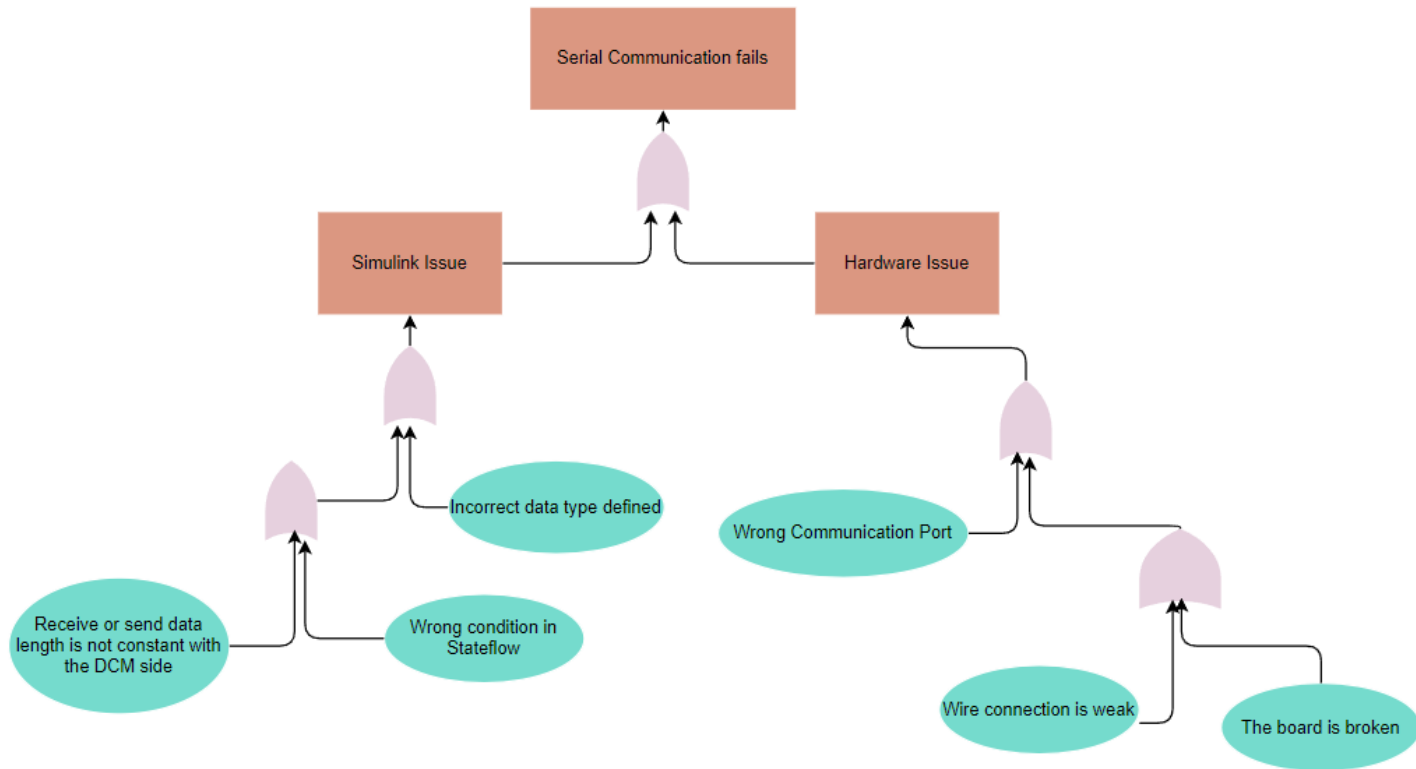 Serial Communication fails
Simulink Issue
Hardware Issue
Incorrect data type defined
Wrong Communication Port
Receive or send data
length is not constant with
the DCM side
Wrong condition in
Stateflow
Wire connection is weak
The board is broken